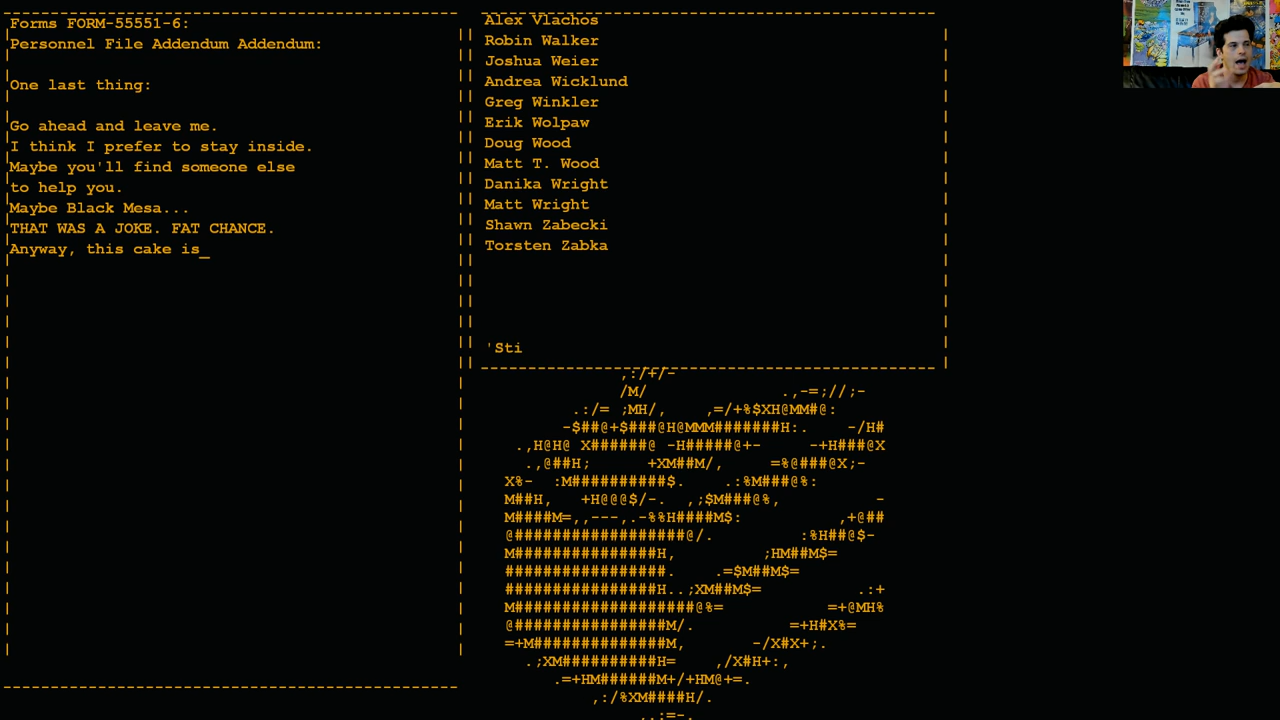 Forms FORM-55551-6:
Personnel File Addendum Addendum:
One last thing:
Go ahead and leave me.
I think I prefer to stay inside.
Maybe you'll find someone else
to help you.
Maybe Black Mesa...
THAT WAS A JOKE. FAT CHANCE.
Anyway, this cake is_
Alex Vlachos
Robin Walker
Joshua Weier
Andrea Wicklund
Greg Winkler
Erik Wolpaw
Doug Wood
Matt T. Wood
Danika Wright
Matt Wright
Shawn Zabecki
Torsten Zabka
'Sti